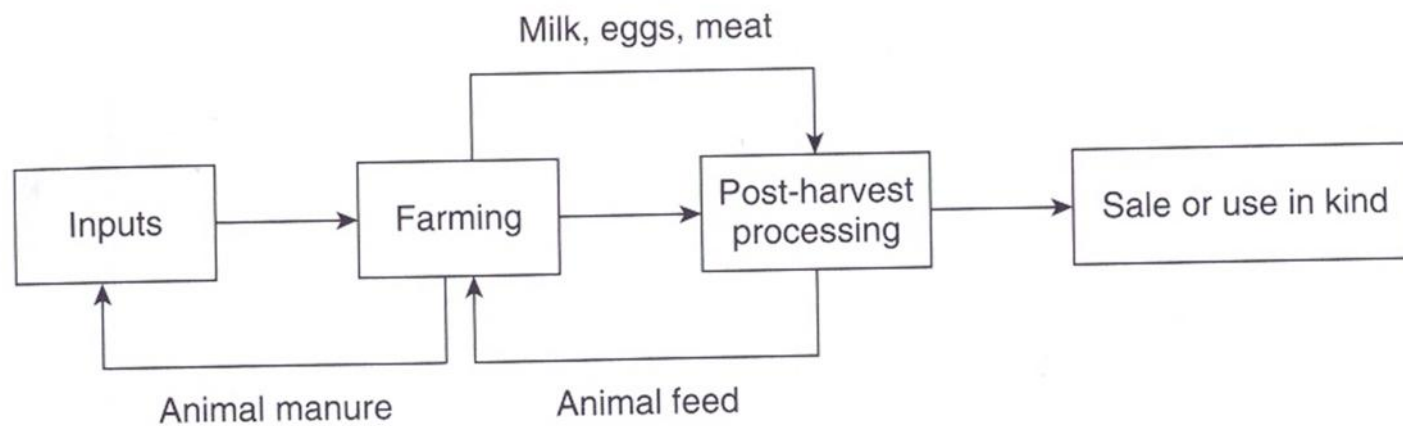 Milk, eggs, meat
Inputs
Farming
Post-harvest
processing
Sale or use in kind
Animal manure
Animal feed